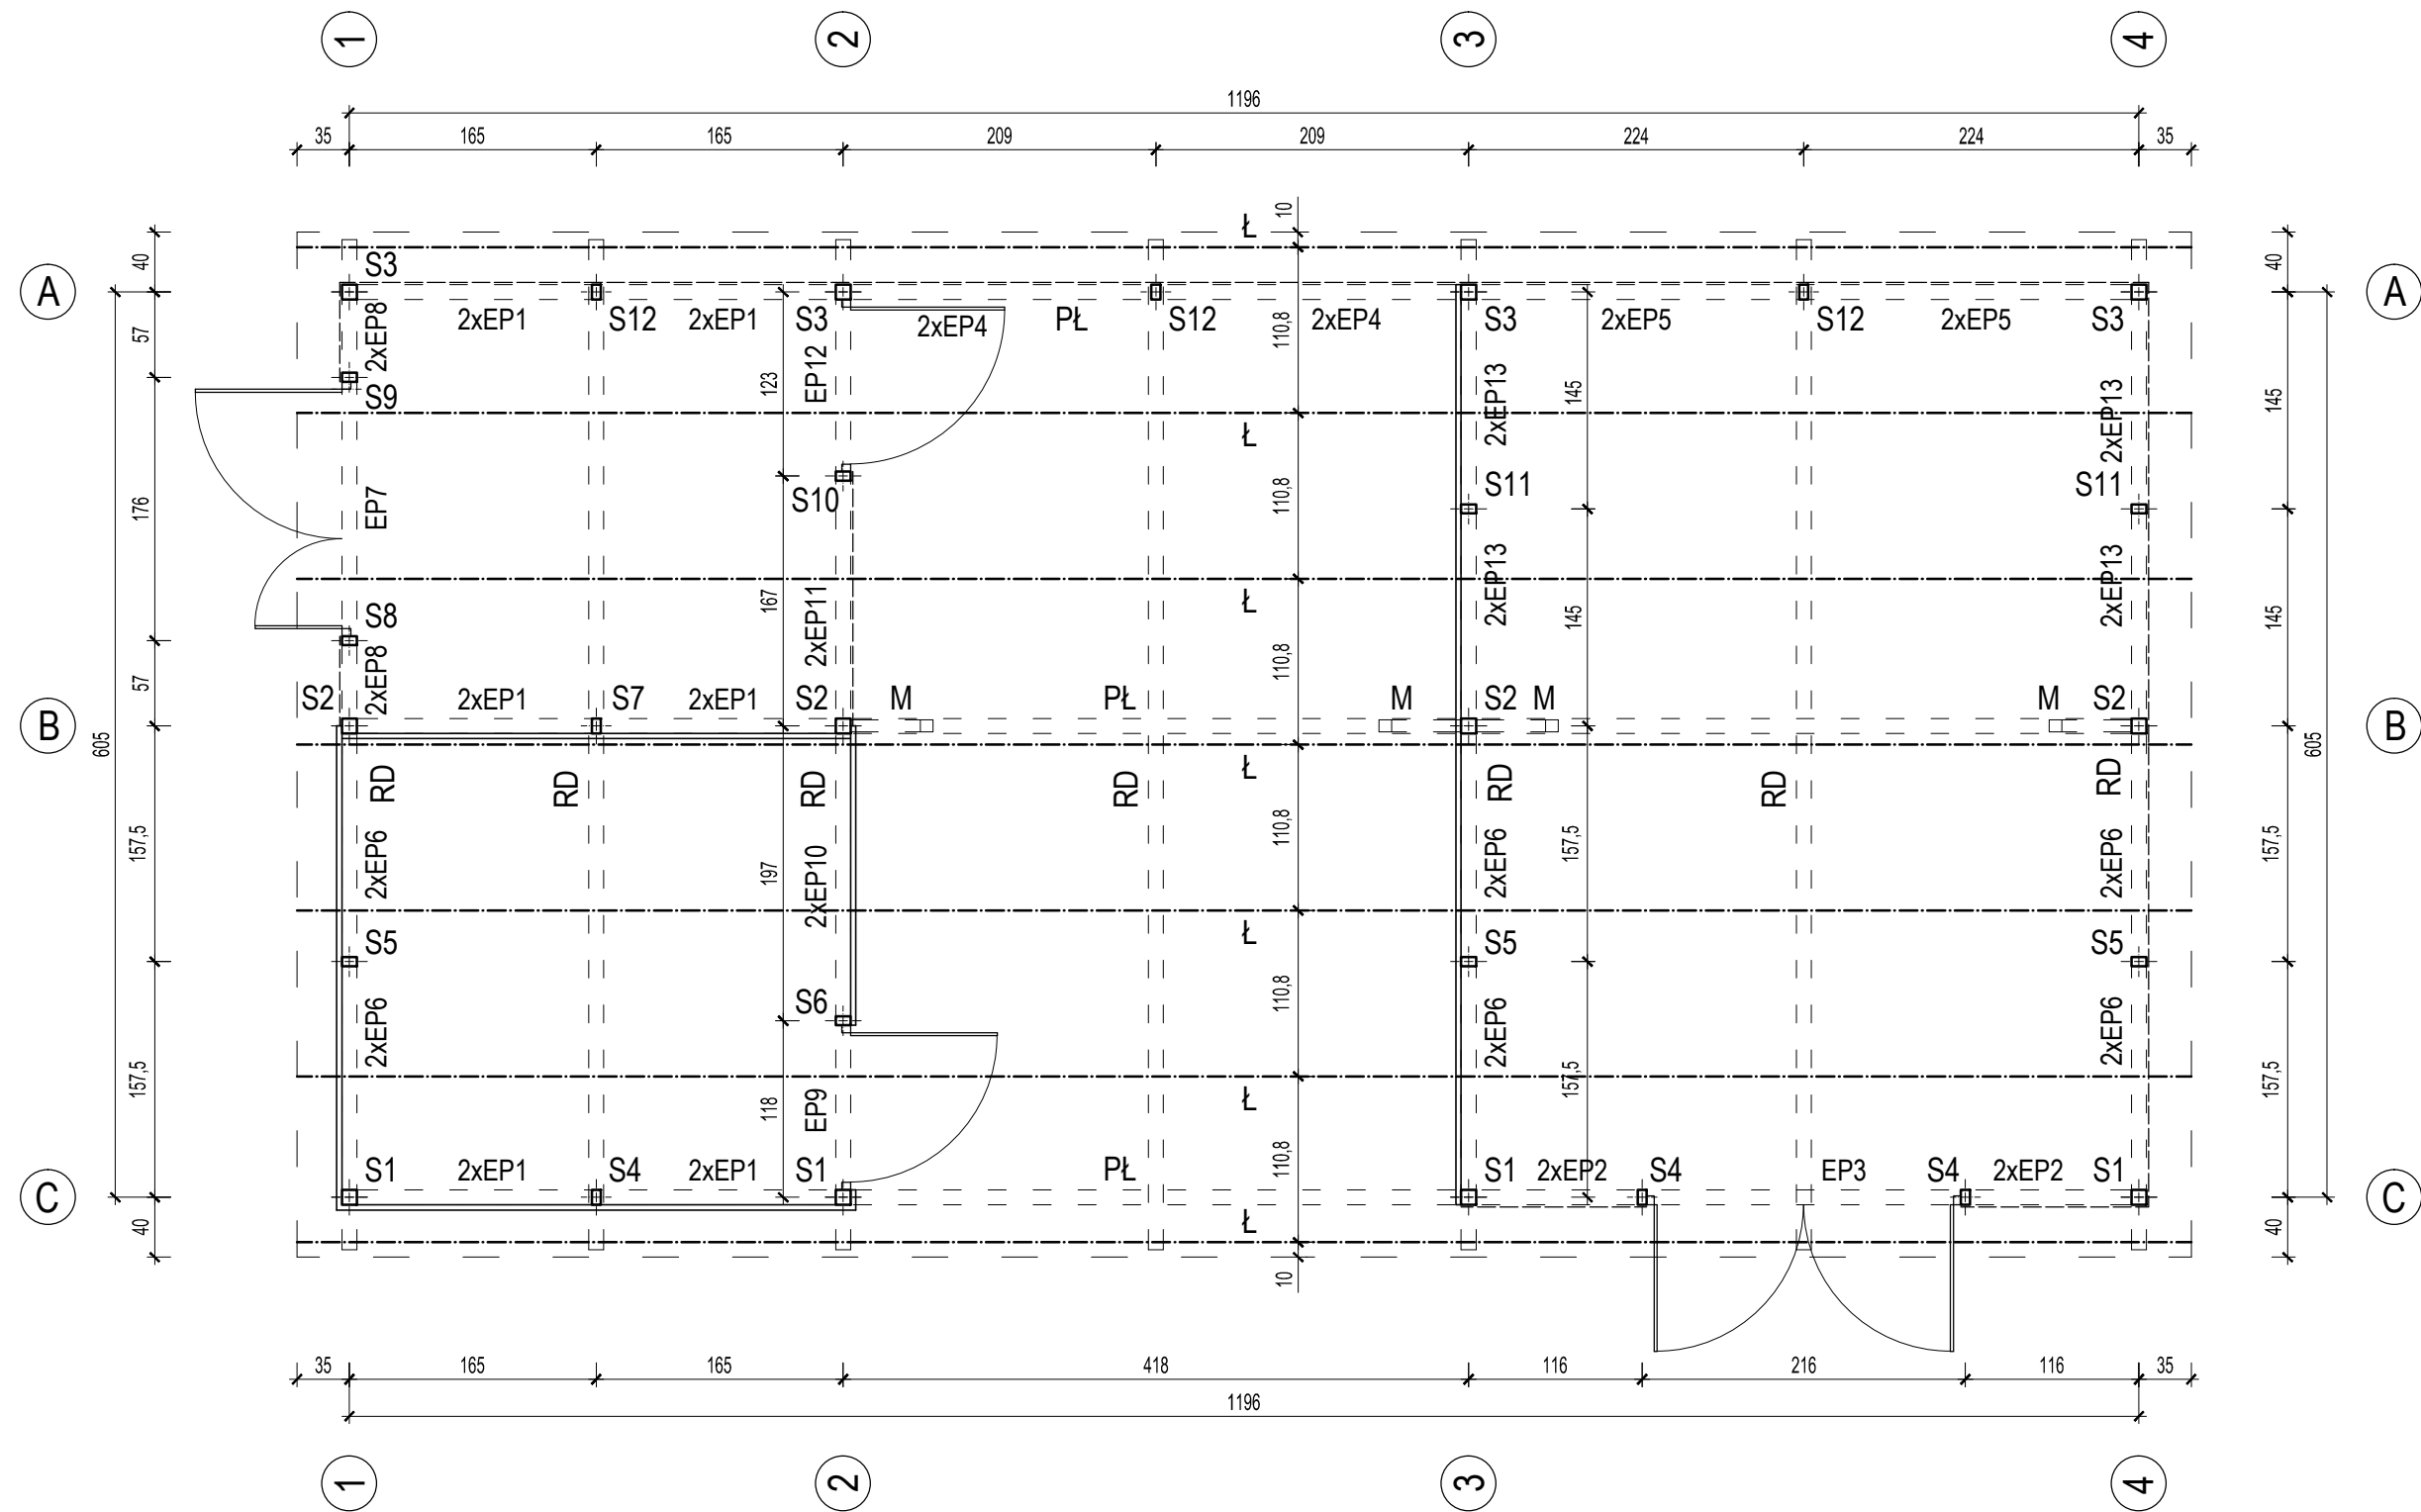 1 2 3 4
1196
35 165 165 209 209 224 224 35
10
Ł
40 40
S3
A A
2xEP1 S12 2xEP1 S3 2xEP4 PŁ S12 2xEP4 S3 2xEP5 S12 2xEP5 S3
57 2xEP8 EP12 110,8
123 2xEP13 145 2xEP13 145
S9
Ł
176 EP7
S10 110,8 S11 S11
S8
167 2xEP11 Ł 2xEP13 145 2xEP13 145
57 2xEP8 110,8
S2 2xEP1 S7 2xEP1 S2 M PŁ M S2 M M S2
B B
605 605
Ł
RD RD RD RD RD RD RD
157,5 2xEP6 197 2xEP10 110,8 2xEP6 157,5 2xEP6 157,5
S5 Ł S5 S5
S6 110,8
157,5 2xEP6 2xEP6 157,5 2xEP6 157,5
118 EP9 Ł
110,8
S1 2xEP1 S4 2xEP1 S1 PŁ S1 2xEP2 S4 EP3 S4 2xEP2 S1
C C
40 Ł 40
10
35 165 165 418 116 216 116 35
1196
1 2 3 4